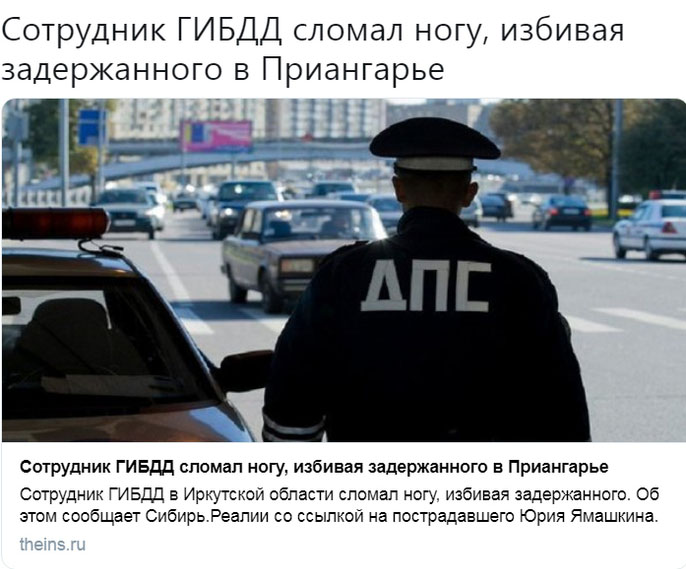 Сотрудник ГИБДД сломал ногу, избивая
задержанного в Приангарье
ДПС
Сотрудник ГИБДД сломал ногу, избивая задержанного в Приангарье
Сотрудник ГИБДД в Иркутской области сломал ногу, избивая задержанного. Об
этом сообщает Сибирь.Реалии со ссылкой на пострадавшего Юрия Ямашкина.
theins.ru